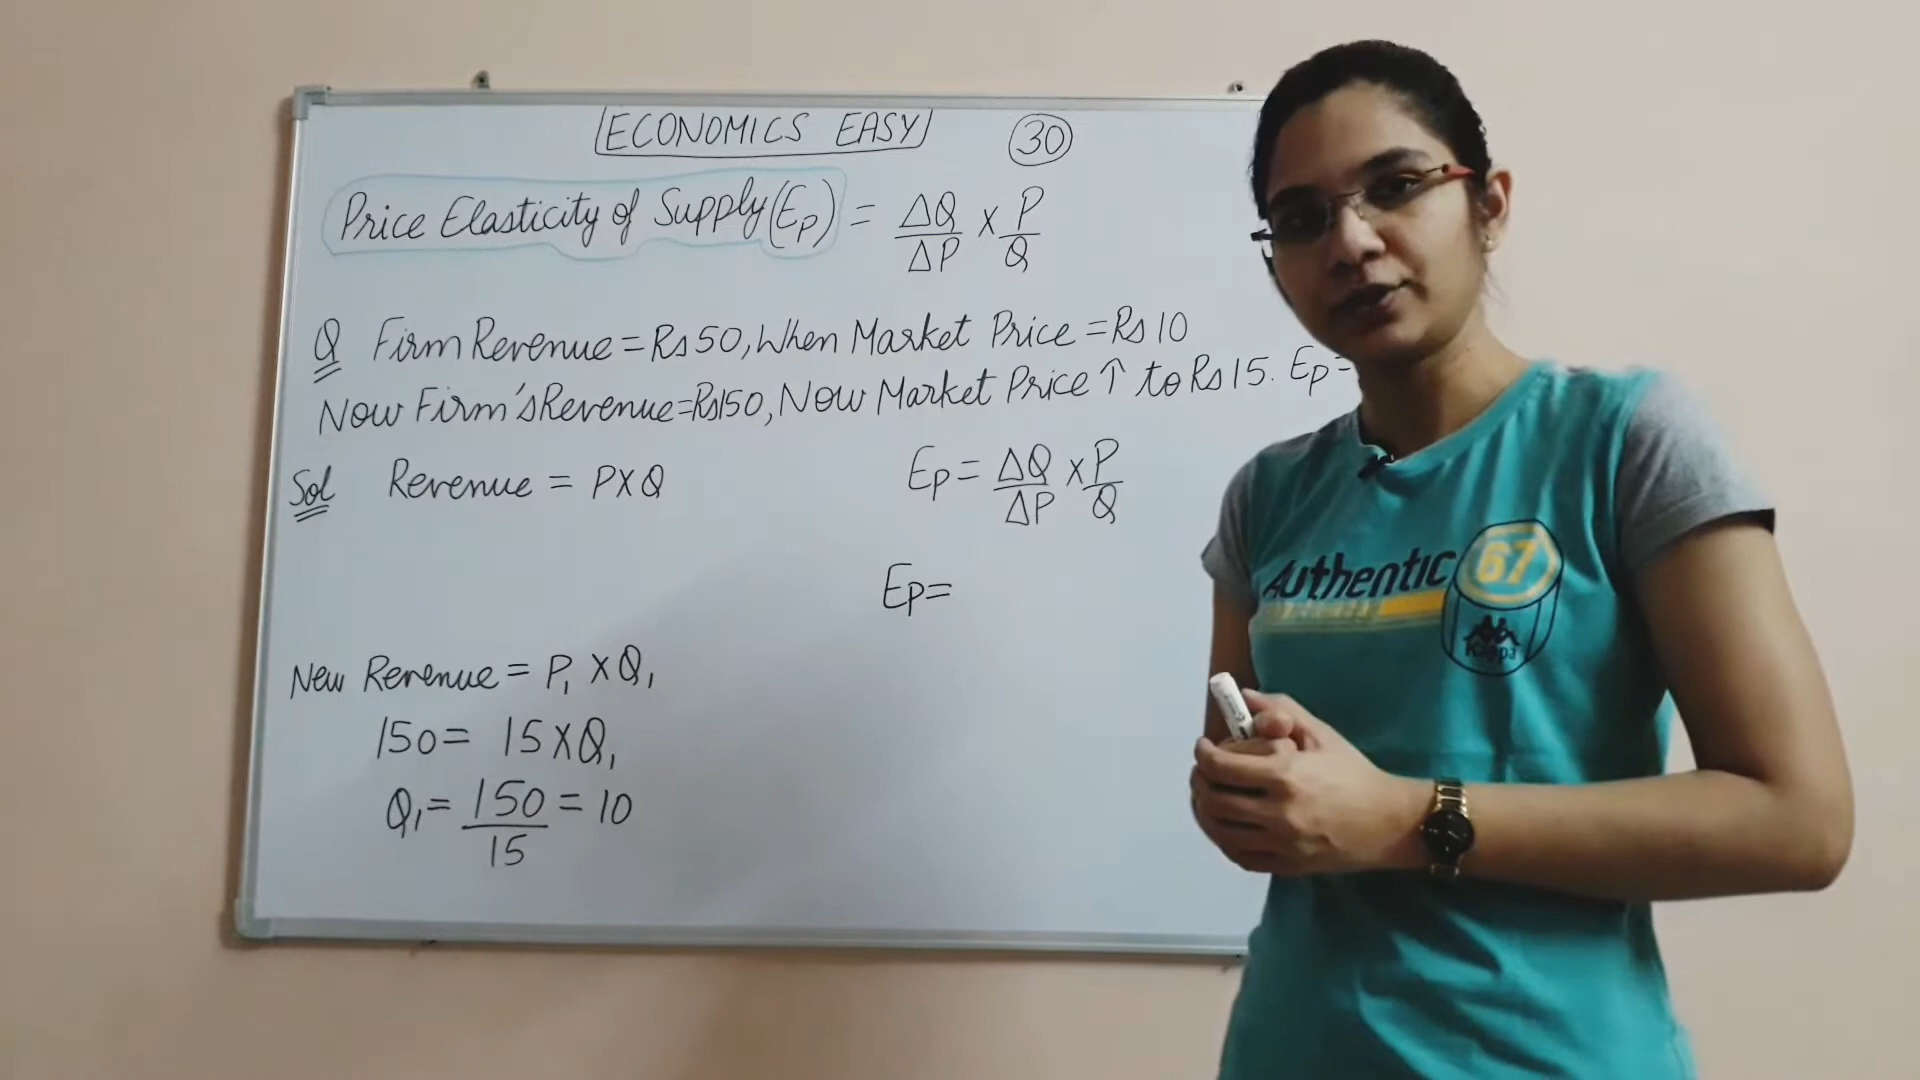 ECONOMICS EASY 30
Price Elasticity of Supply (Ep) = ΔQ/ΔP × P/Q
Q Firm Revenue = Rs 50, When Market Price = Rs 10
Now Firm's Revenue = Rs150, Now Market Price ↑ to Rs 15. Ep =
Sol Revenue = P×Q
Ep = ΔQ/ΔP × P/Q
Ep =
New Revenue = P₁ × Q₁
150 = 15 × Q₁
Q₁ = 150/15 = 10
Authentic
67
Kappa